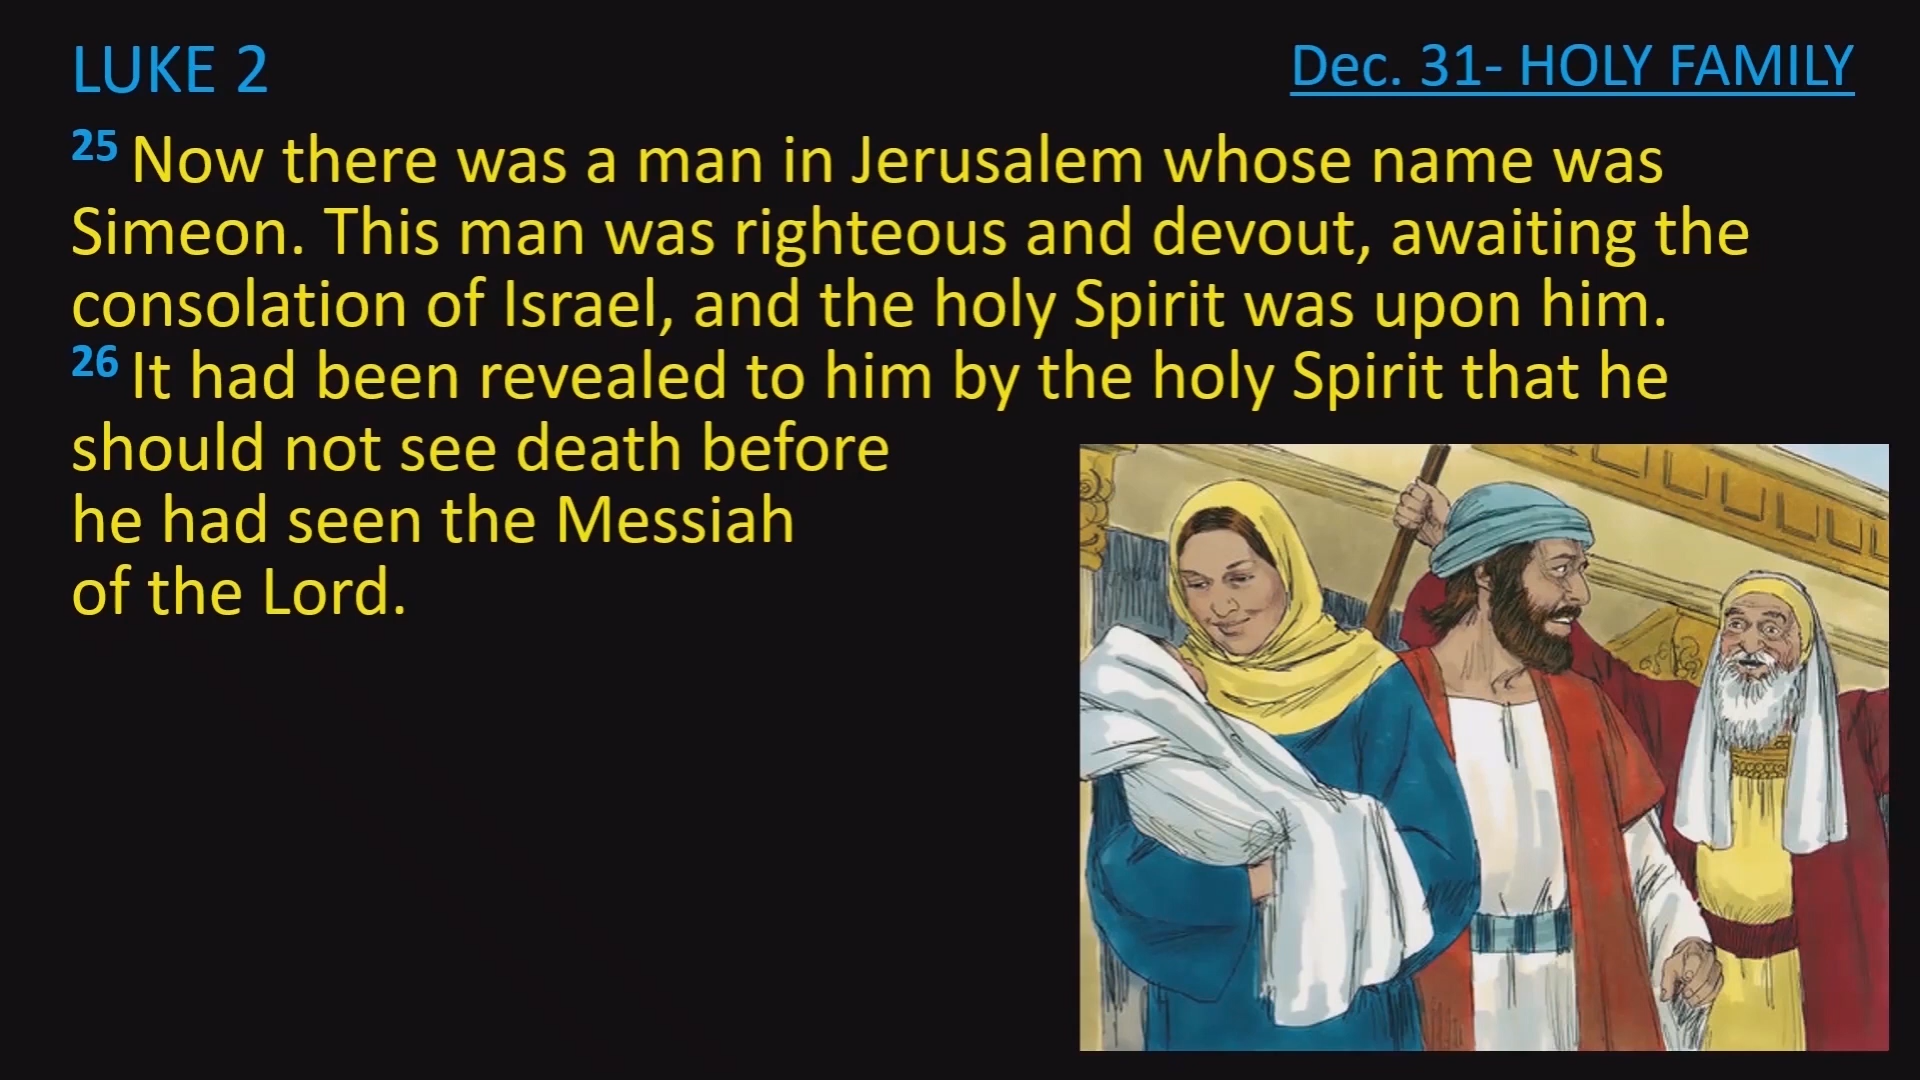 LUKE 2
Dec. 31- HOLY FAMILY
25 Now there was a man in Jerusalem whose name was
Simeon. This man was righteous and devout, awaiting the
consolation of Israel, and the holy Spirit was upon him.
26 It had been revealed to him by the holy Spirit that he
should not see death before
he had seen the Messiah
of the Lord.